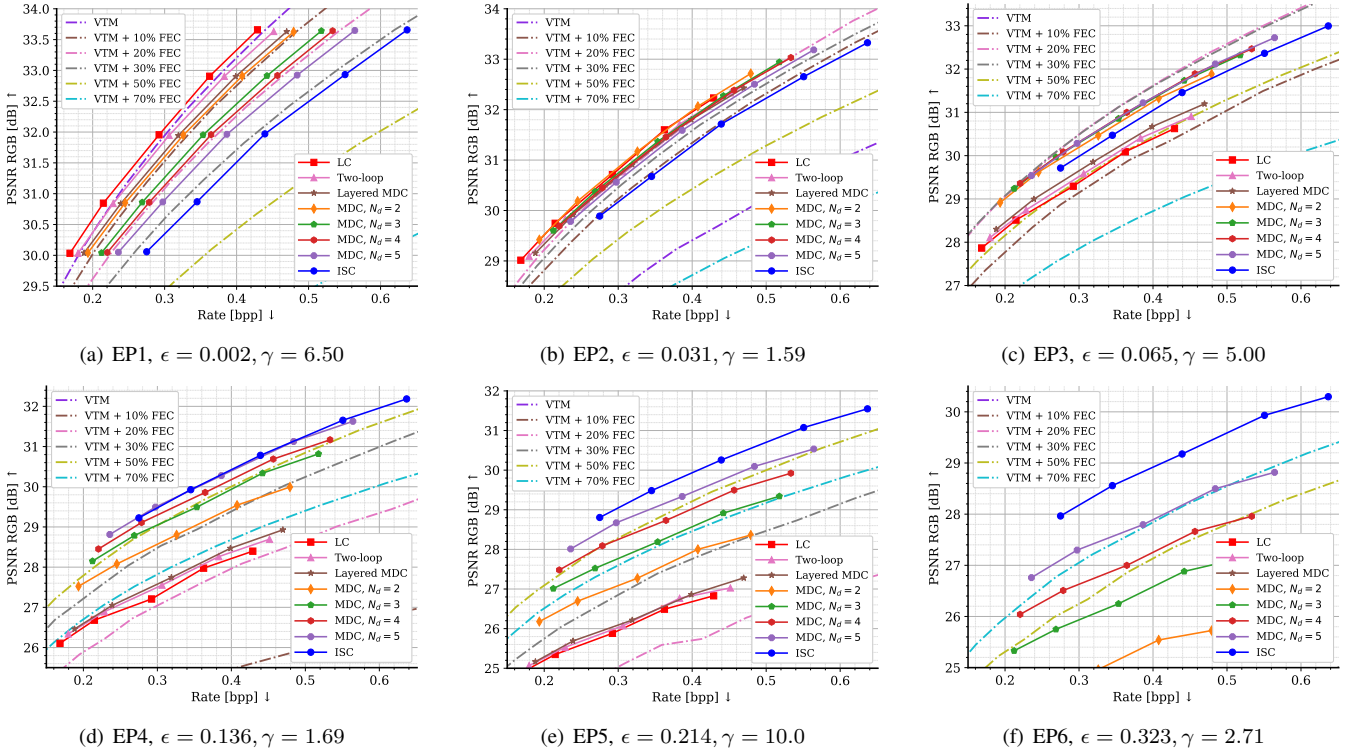 PSNR RGB [dB] ↑
34.0
33.5
33.0
32.5
32.0
31.5
31.0
30.5
30.0
29.5
VTM
VTM + 10% FEC
VTM + 20% FEC
VTM + 30% FEC
VTM + 50% FEC
VTM + 70% FEC
LC
Two-loop
Layered MDC
MDC, N_d = 2
MDC, N_d = 3
MDC, N_d = 4
MDC, N_d = 5
ISC
0.2 0.3 0.4 0.5 0.6
Rate [bpp] ↓
(a) EP1, ϵ = 0.002, γ = 6.50
PSNR RGB [dB] ↑
34
33
32
31
30
29
VTM
VTM + 10% FEC
VTM + 20% FEC
VTM + 30% FEC
VTM + 50% FEC
VTM + 70% FEC
LC
Two-loop
Layered MDC
MDC, N_d = 2
MDC, N_d = 3
MDC, N_d = 4
MDC, N_d = 5
ISC
0.2 0.3 0.4 0.5 0.6
Rate [bpp] ↓
(b) EP2, ϵ = 0.031, γ = 1.59
PSNR RGB [dB] ↑
33
32
31
30
29
28
27
VTM
VTM + 10% FEC
VTM + 20% FEC
VTM + 30% FEC
VTM + 50% FEC
VTM + 70% FEC
LC
Two-loop
Layered MDC
MDC, N_d = 2
MDC, N_d = 3
MDC, N_d = 4
MDC, N_d = 5
ISC
0.2 0.3 0.4 0.5 0.6
Rate [bpp] ↓
(c) EP3, ϵ = 0.065, γ = 5.00
PSNR RGB [dB] ↑
32
31
30
29
28
27
26
VTM
VTM + 10% FEC
VTM + 20% FEC
VTM + 30% FEC
VTM + 50% FEC
VTM + 70% FEC
LC
Two-loop
Layered MDC
MDC, N_d = 2
MDC, N_d = 3
MDC, N_d = 4
MDC, N_d = 5
ISC
0.2 0.3 0.4 0.5 0.6
Rate [bpp] ↓
(d) EP4, ϵ = 0.136, γ = 1.69
PSNR RGB [dB] ↑
32
31
30
29
28
27
26
25
VTM
VTM + 10% FEC
VTM + 20% FEC
VTM + 30% FEC
VTM + 50% FEC
VTM + 70% FEC
LC
Two-loop
Layered MDC
MDC, N_d = 2
MDC, N_d = 3
MDC, N_d = 4
MDC, N_d = 5
ISC
0.2 0.3 0.4 0.5 0.6
Rate [bpp] ↓
(e) EP5, ϵ = 0.214, γ = 10.0
PSNR RGB [dB] ↑
30
29
28
27
26
25
VTM
VTM + 10% FEC
VTM + 20% FEC
VTM + 30% FEC
VTM + 50% FEC
VTM + 70% FEC
LC
Two-loop
Layered MDC
MDC, N_d = 2
MDC, N_d = 3
MDC, N_d = 4
MDC, N_d = 5
ISC
0.2 0.3 0.4 0.5 0.6
Rate [bpp] ↓
(f) EP6, ϵ = 0.323, γ = 2.71